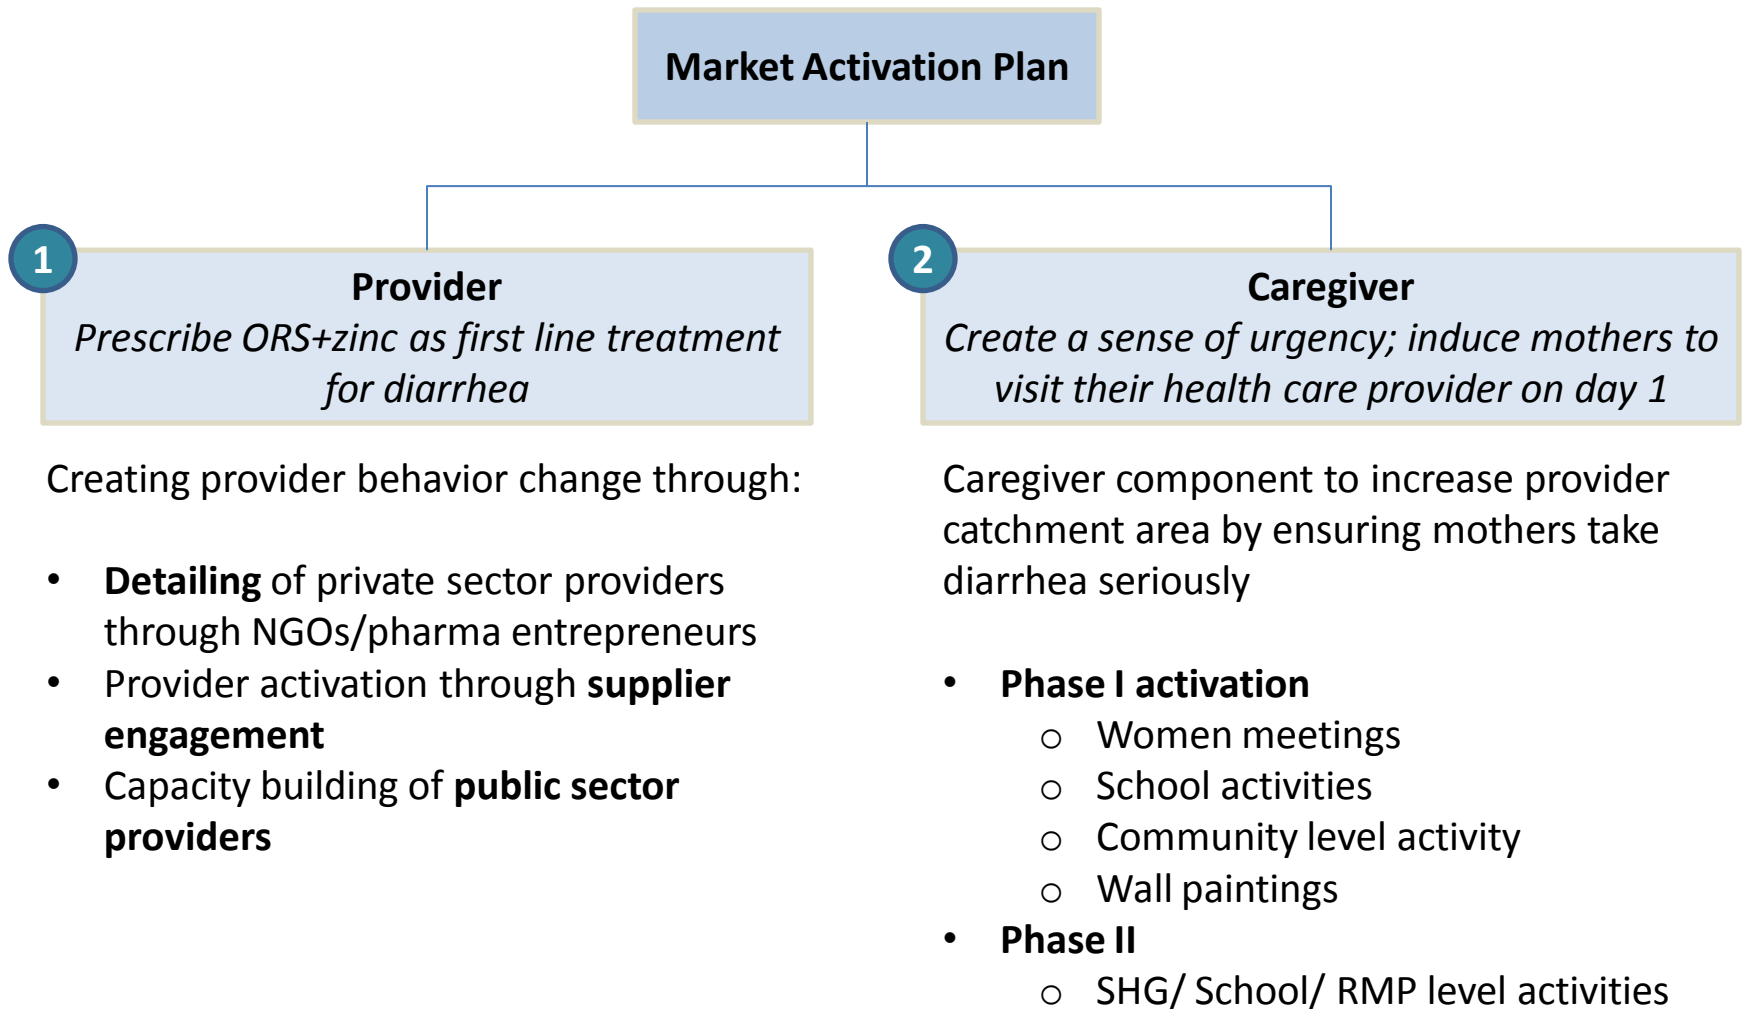 Market Activation Plan
1
Provider
Prescribe ORS+zinc as first line treatment
for diarrhea
Creating provider behavior change through:
• Detailing of private sector providers
through NGOs/pharma entrepreneurs
• Provider activation through supplier
engagement
• Capacity building of public sector
providers
2
Caregiver
Create a sense of urgency; induce mothers to
visit their health care provider on day 1
Caregiver component to increase provider
catchment area by ensuring mothers take
diarrhea seriously
• Phase I activation
o Women meetings
o School activities
o Community level activity
o Wall paintings
• Phase II
o SHG/ School/ RMP level activities